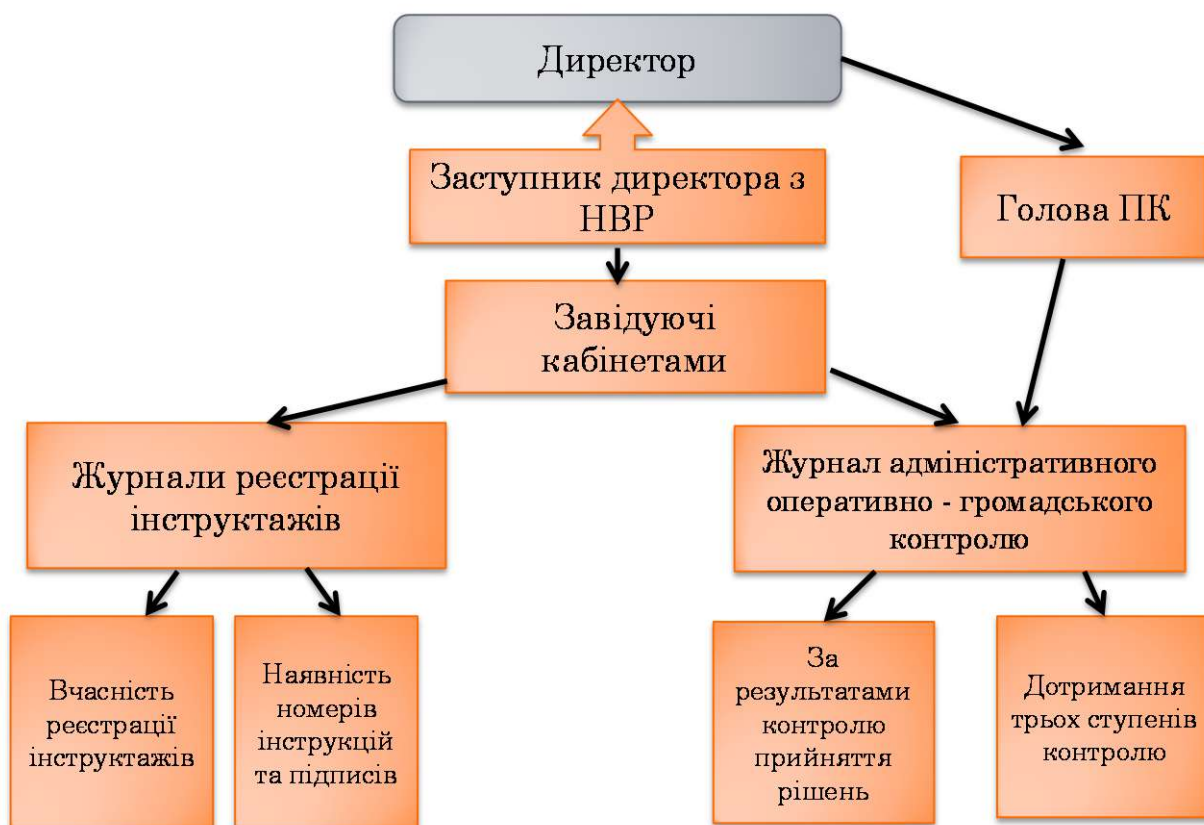 Директор
Заступник директора з
НВР
Голова ПК
Завідуючі
кабінетами
Журнали реєстрації
інструктажів
Журнал адміністративного
оперативно - громадського
контролю
Вчасність
реєстрації
інструктажів
Наявність
номерів
інструкцій
та підписів
За
результатами
контролю
прийняття
рішень
Дотримання
трьох ступенів
контролю